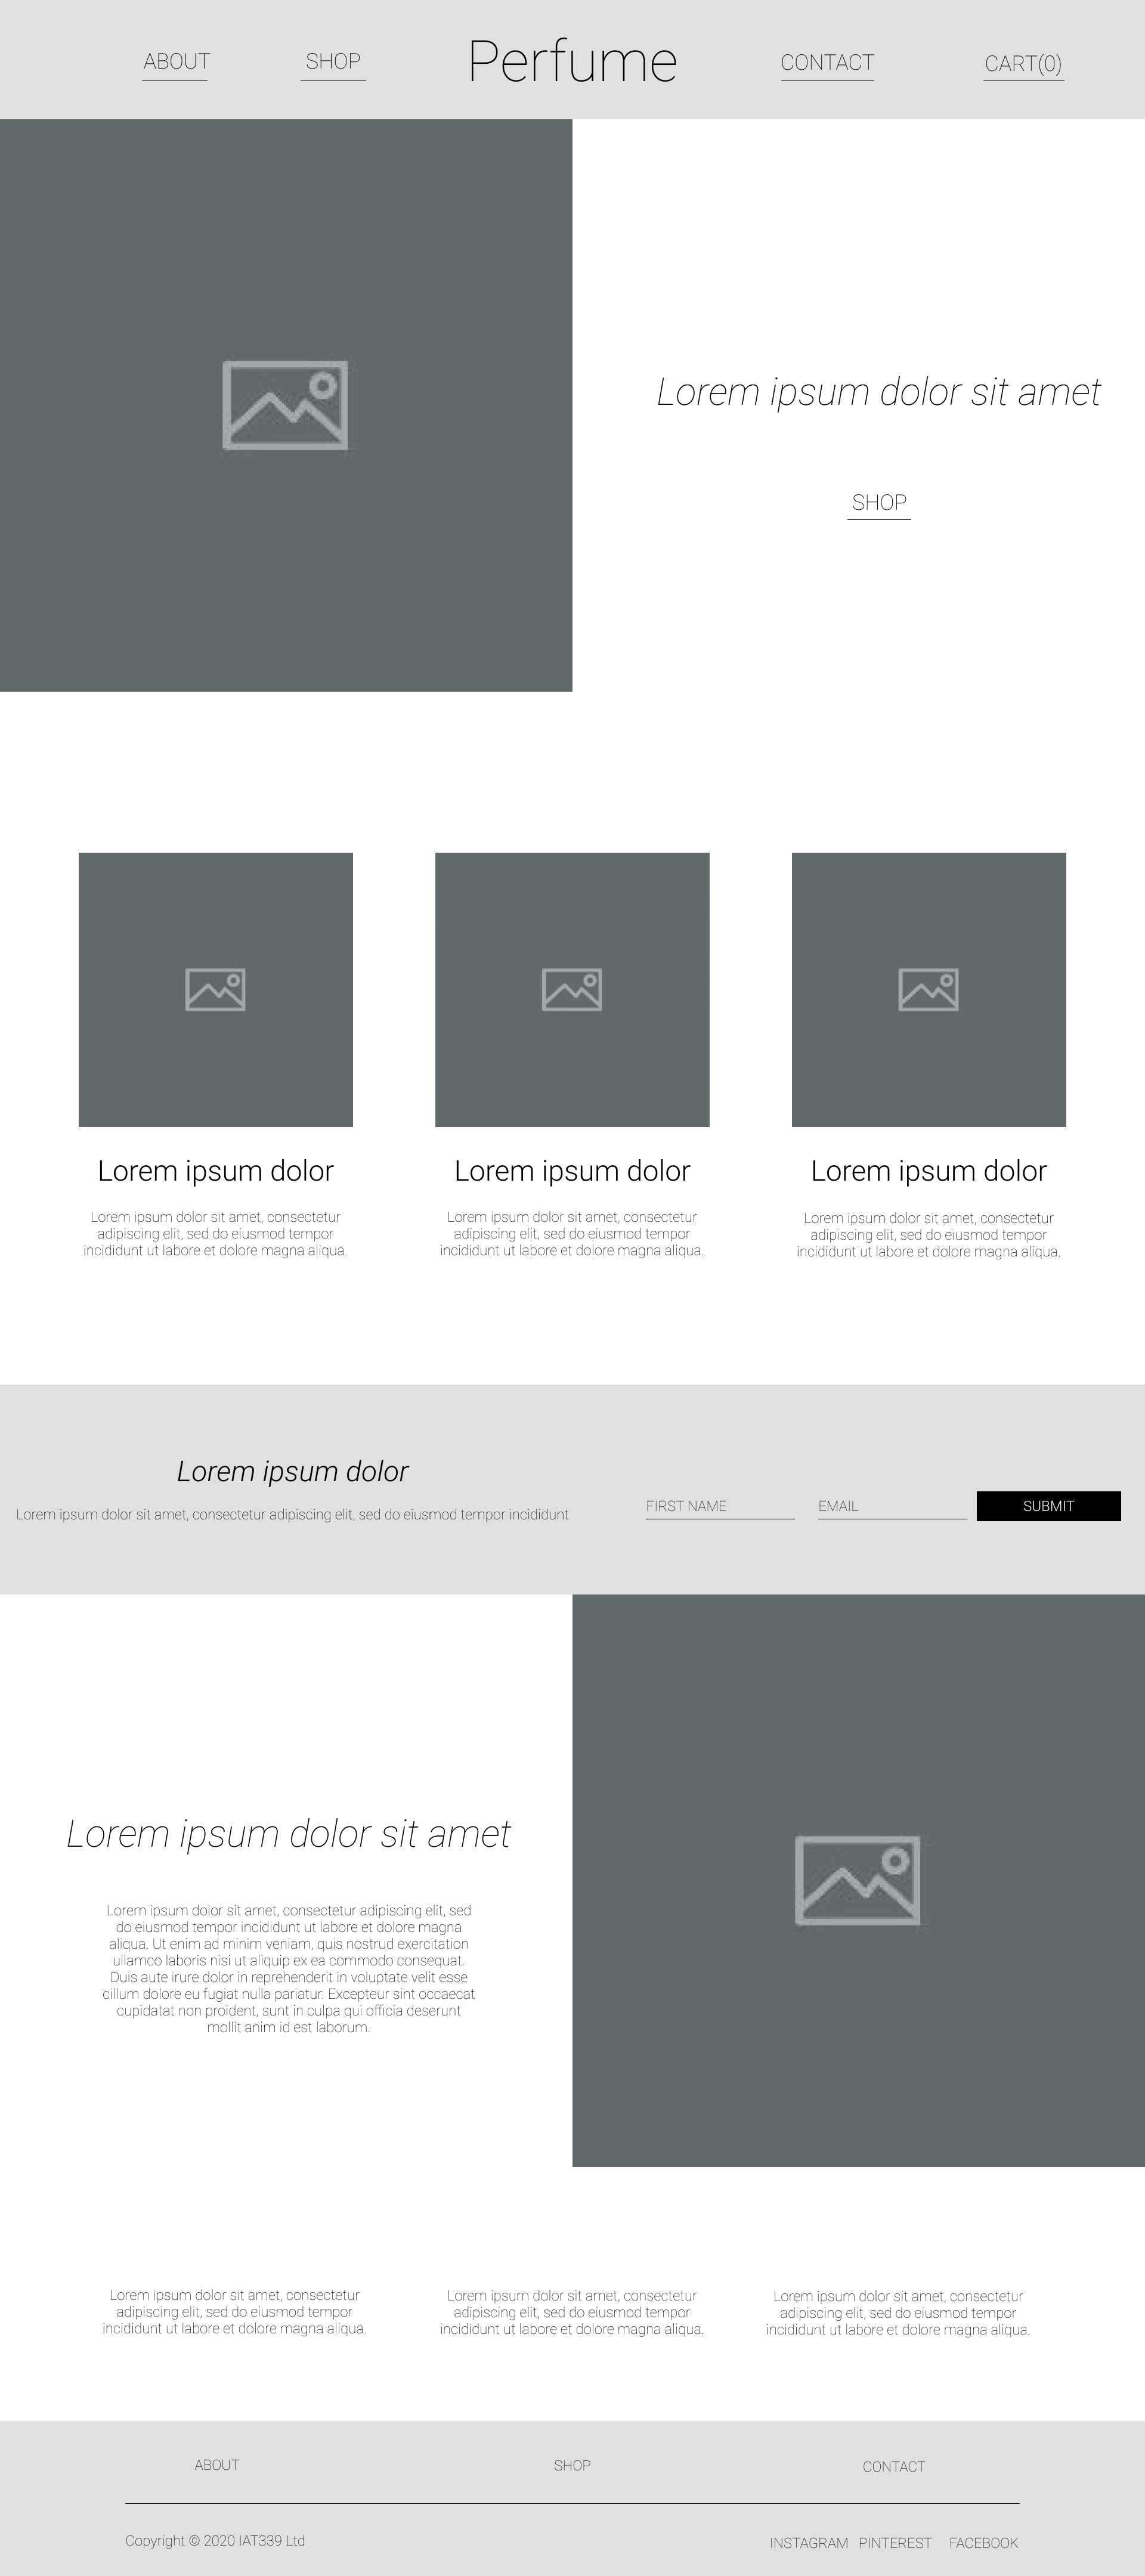 ABOUT
SHOP
Perfume
CONTACT
CART(0)
Lorem ipsum dolor sit amet
SHOP
Lorem ipsum dolor
Lorem ipsum dolor sit amet, consectetur
adipiscing elit, sed do eiusmod tempor
incididunt ut labore et dolore magna aliqua.
Lorem ipsum dolor
Lorem ipsum dolor sit amet, consectetur
adipiscing elit, sed do eiusmod tempor
incididunt ut labore et dolore magna aliqua.
Lorem ipsum dolor
Lorem ipsum dolor sit amet, consectetur
adipiscing elit, sed do eiusmod tempor
incididunt ut labore et dolore magna aliqua.
Lorem ipsum dolor
Lorem ipsum dolor sit amet, consectetur adipiscing elit, sed do eiusmod tempor incididunt
FIRST NAME
EMAIL
SUBMIT
Lorem ipsum dolor sit amet
Lorem ipsum dolor sit amet, consectetur adipiscing elit, sed
do eiusmod tempor incididunt ut labore et dolore magna
aliqua. Ut enim ad minim veniam, quis nostrud exercitation
ullamco laboris nisi ut aliquip ex ea commodo consequat.
Duis aute irure dolor in reprehenderit in voluptate velit esse
cillum dolore eu fugiat nulla pariatur. Excepteur sint occaecat
cupidatat non proident, sunt in culpa qui officia deserunt
mollit anim id est laborum.
Lorem ipsum dolor sit amet, consectetur
adipiscing elit, sed do eiusmod tempor
incididunt ut labore et dolore magna aliqua.
Lorem ipsum dolor sit amet, consectetur
adipiscing elit, sed do eiusmod tempor
incididunt ut labore et dolore magna aliqua.
Lorem ipsum dolor sit amet, consectetur
adipiscing elit, sed do eiusmod tempor
incididunt ut labore et dolore magna aliqua.
ABOUT
SHOP
CONTACT
Copyright © 2020 IAT339 Ltd
INSTAGRAM
PINTEREST
FACEBOOK